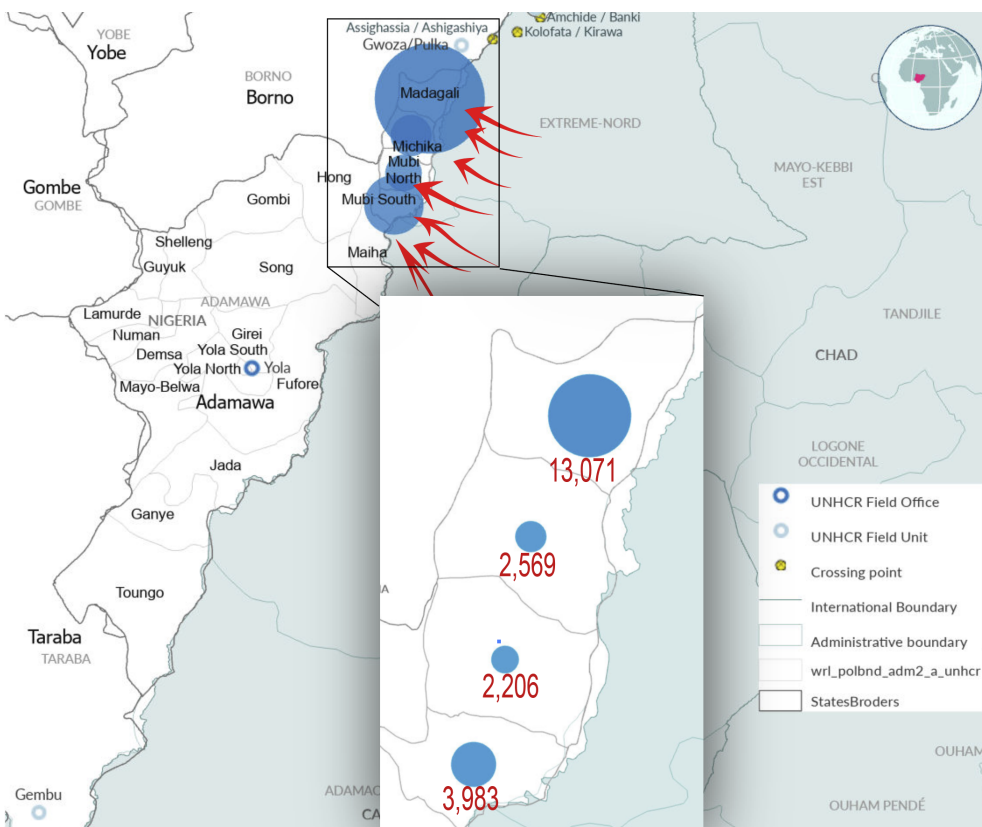 Amchide / Banki
Assighassia / Ashigashiya
Kolofata / Kirawa
YOBE
Yobe
Gwoza/Pulka
BORNO
Borno
Madagali
EXTREME-NORD
Michika
Mubi
North
MAYO-KEBBI
EST
Hong
Gombe
GOMBE
Gombi
Mubi South
Shelleng
Maiha
Guyuk
Song
ADAMAWA
Lamurde
NIGERIA
TANDJILE
Numan
Girei
Demsa
Yola South
CHAD
Yola North
Yola
Mayo-Belwa
Fufore
Adamawa
LOGONE
OCCIDENTAL
Jada
13,071
Ganye
2,569
Toungo
Taraba
TARABA
2,206
3,983
UNHCR Field Office
UNHCR Field Unit
Crossing point
International Boundary
Administrative boundary
wrl_polbnd_adm2_a_unhcr
StatesBroders
OUHAM
Gembu
ADAMAC
CA
OUHAM PENDÉ